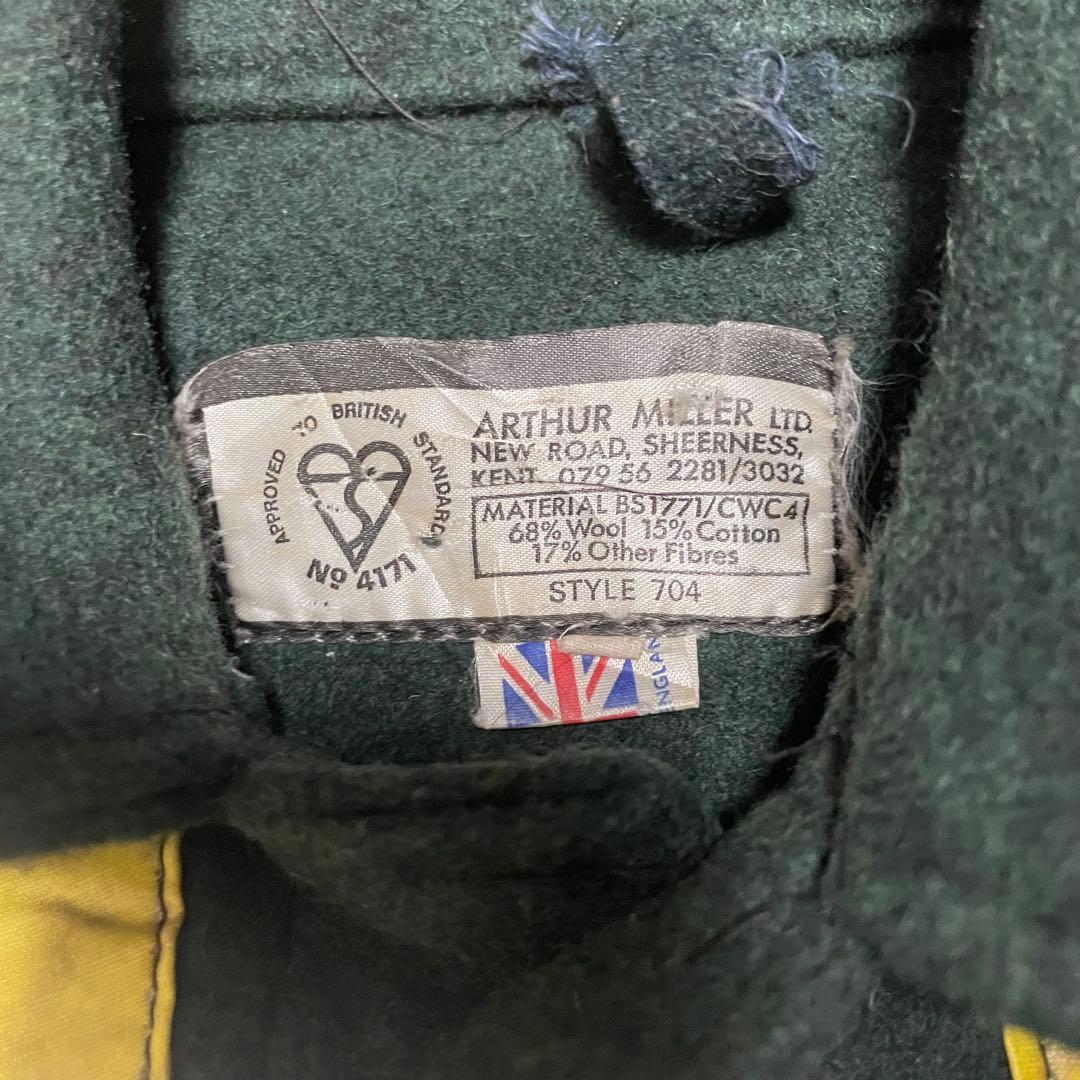 APPROVED TO BRITISH STANDARD
Nº 4171
ARTHUR MILLER LTD.
NEW ROAD, SHEERNESS,
KENT. 079 56 2281/3032
MATERIAL BS1771/CWC4
68% Wool 15% Cotton
17% Other Fibres
STYLE 704